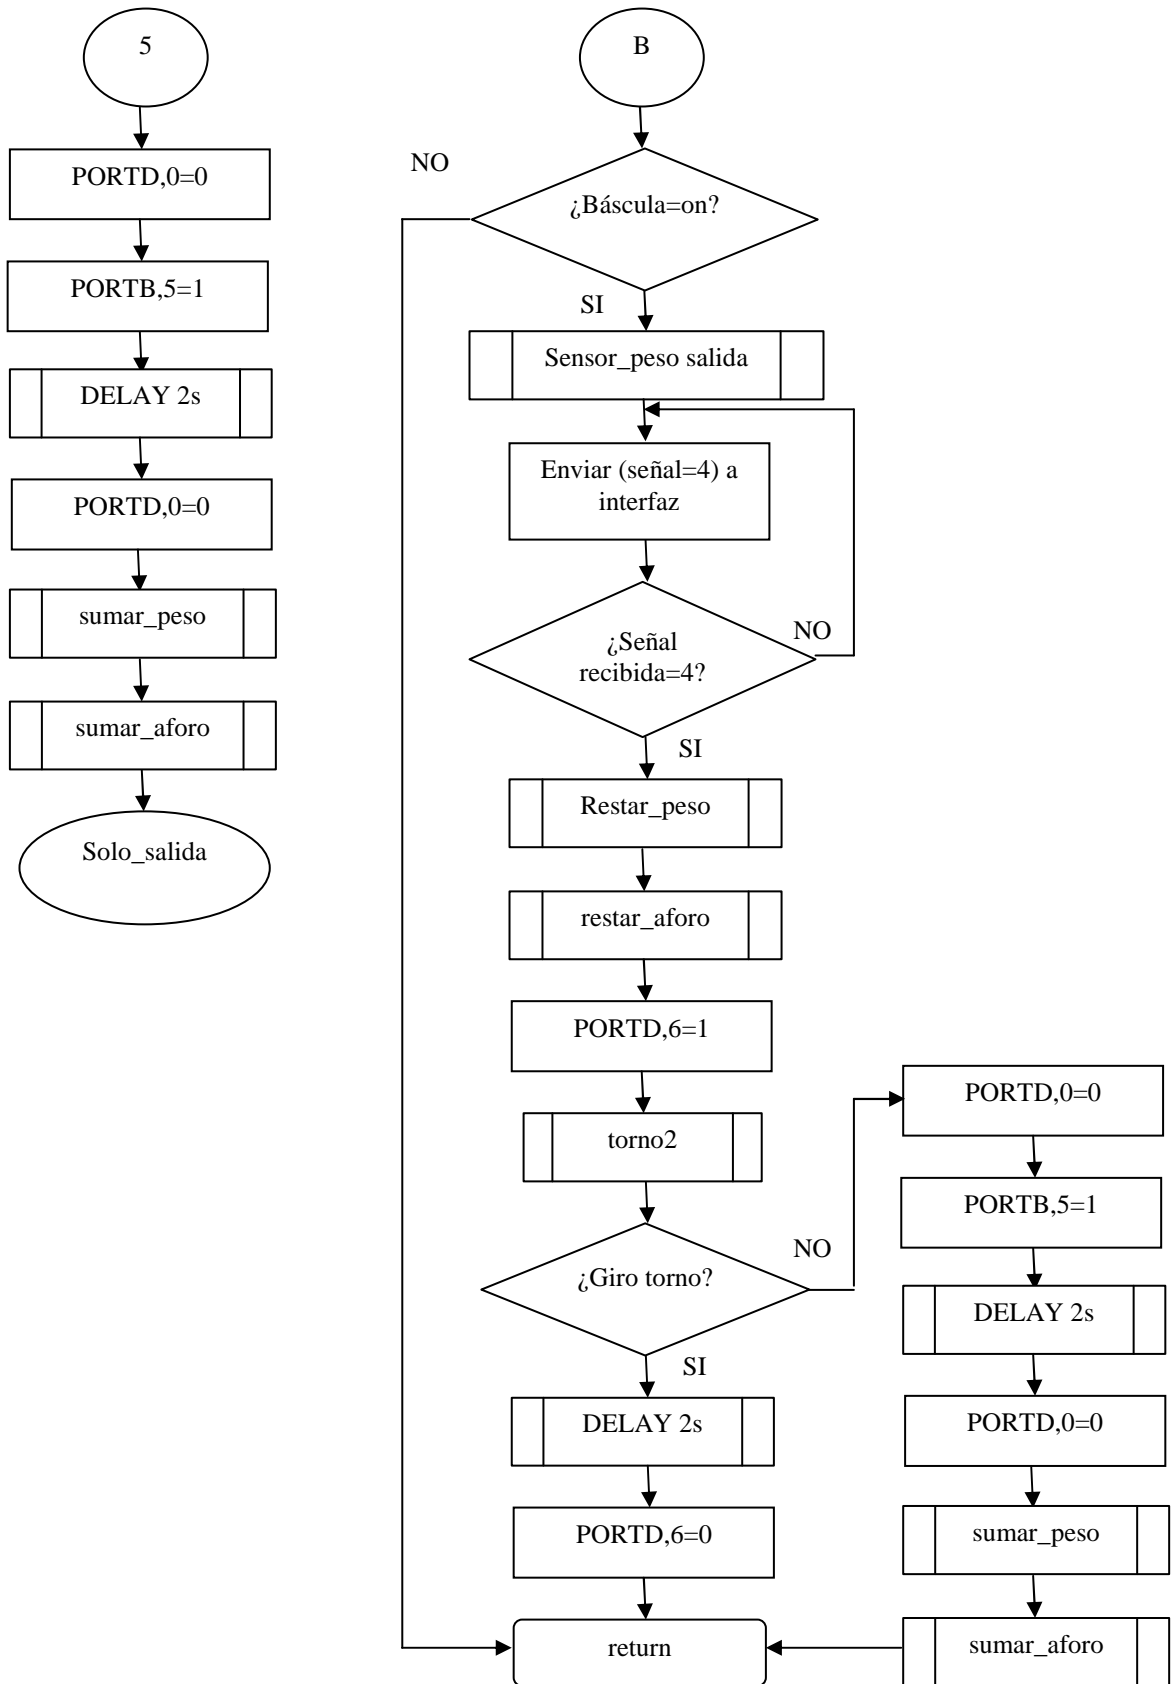 5
PORTD,0=0
PORTB,5=1
DELAY 2s
PORTD,0=0
sumar_peso
sumar_aforo
Solo_salida
B
NO
¿Báscula=on?
SI
Sensor_peso salida
Enviar (señal=4) a
interfaz
¿Señal
recibida=4?
NO
SI
Restar_peso
restar_aforo
PORTD,6=1
torno2
¿Giro torno?
NO
SI
DELAY 2s
PORTD,6=0
return
PORTD,0=0
PORTB,5=1
DELAY 2s
PORTD,0=0
sumar_peso
sumar_aforo